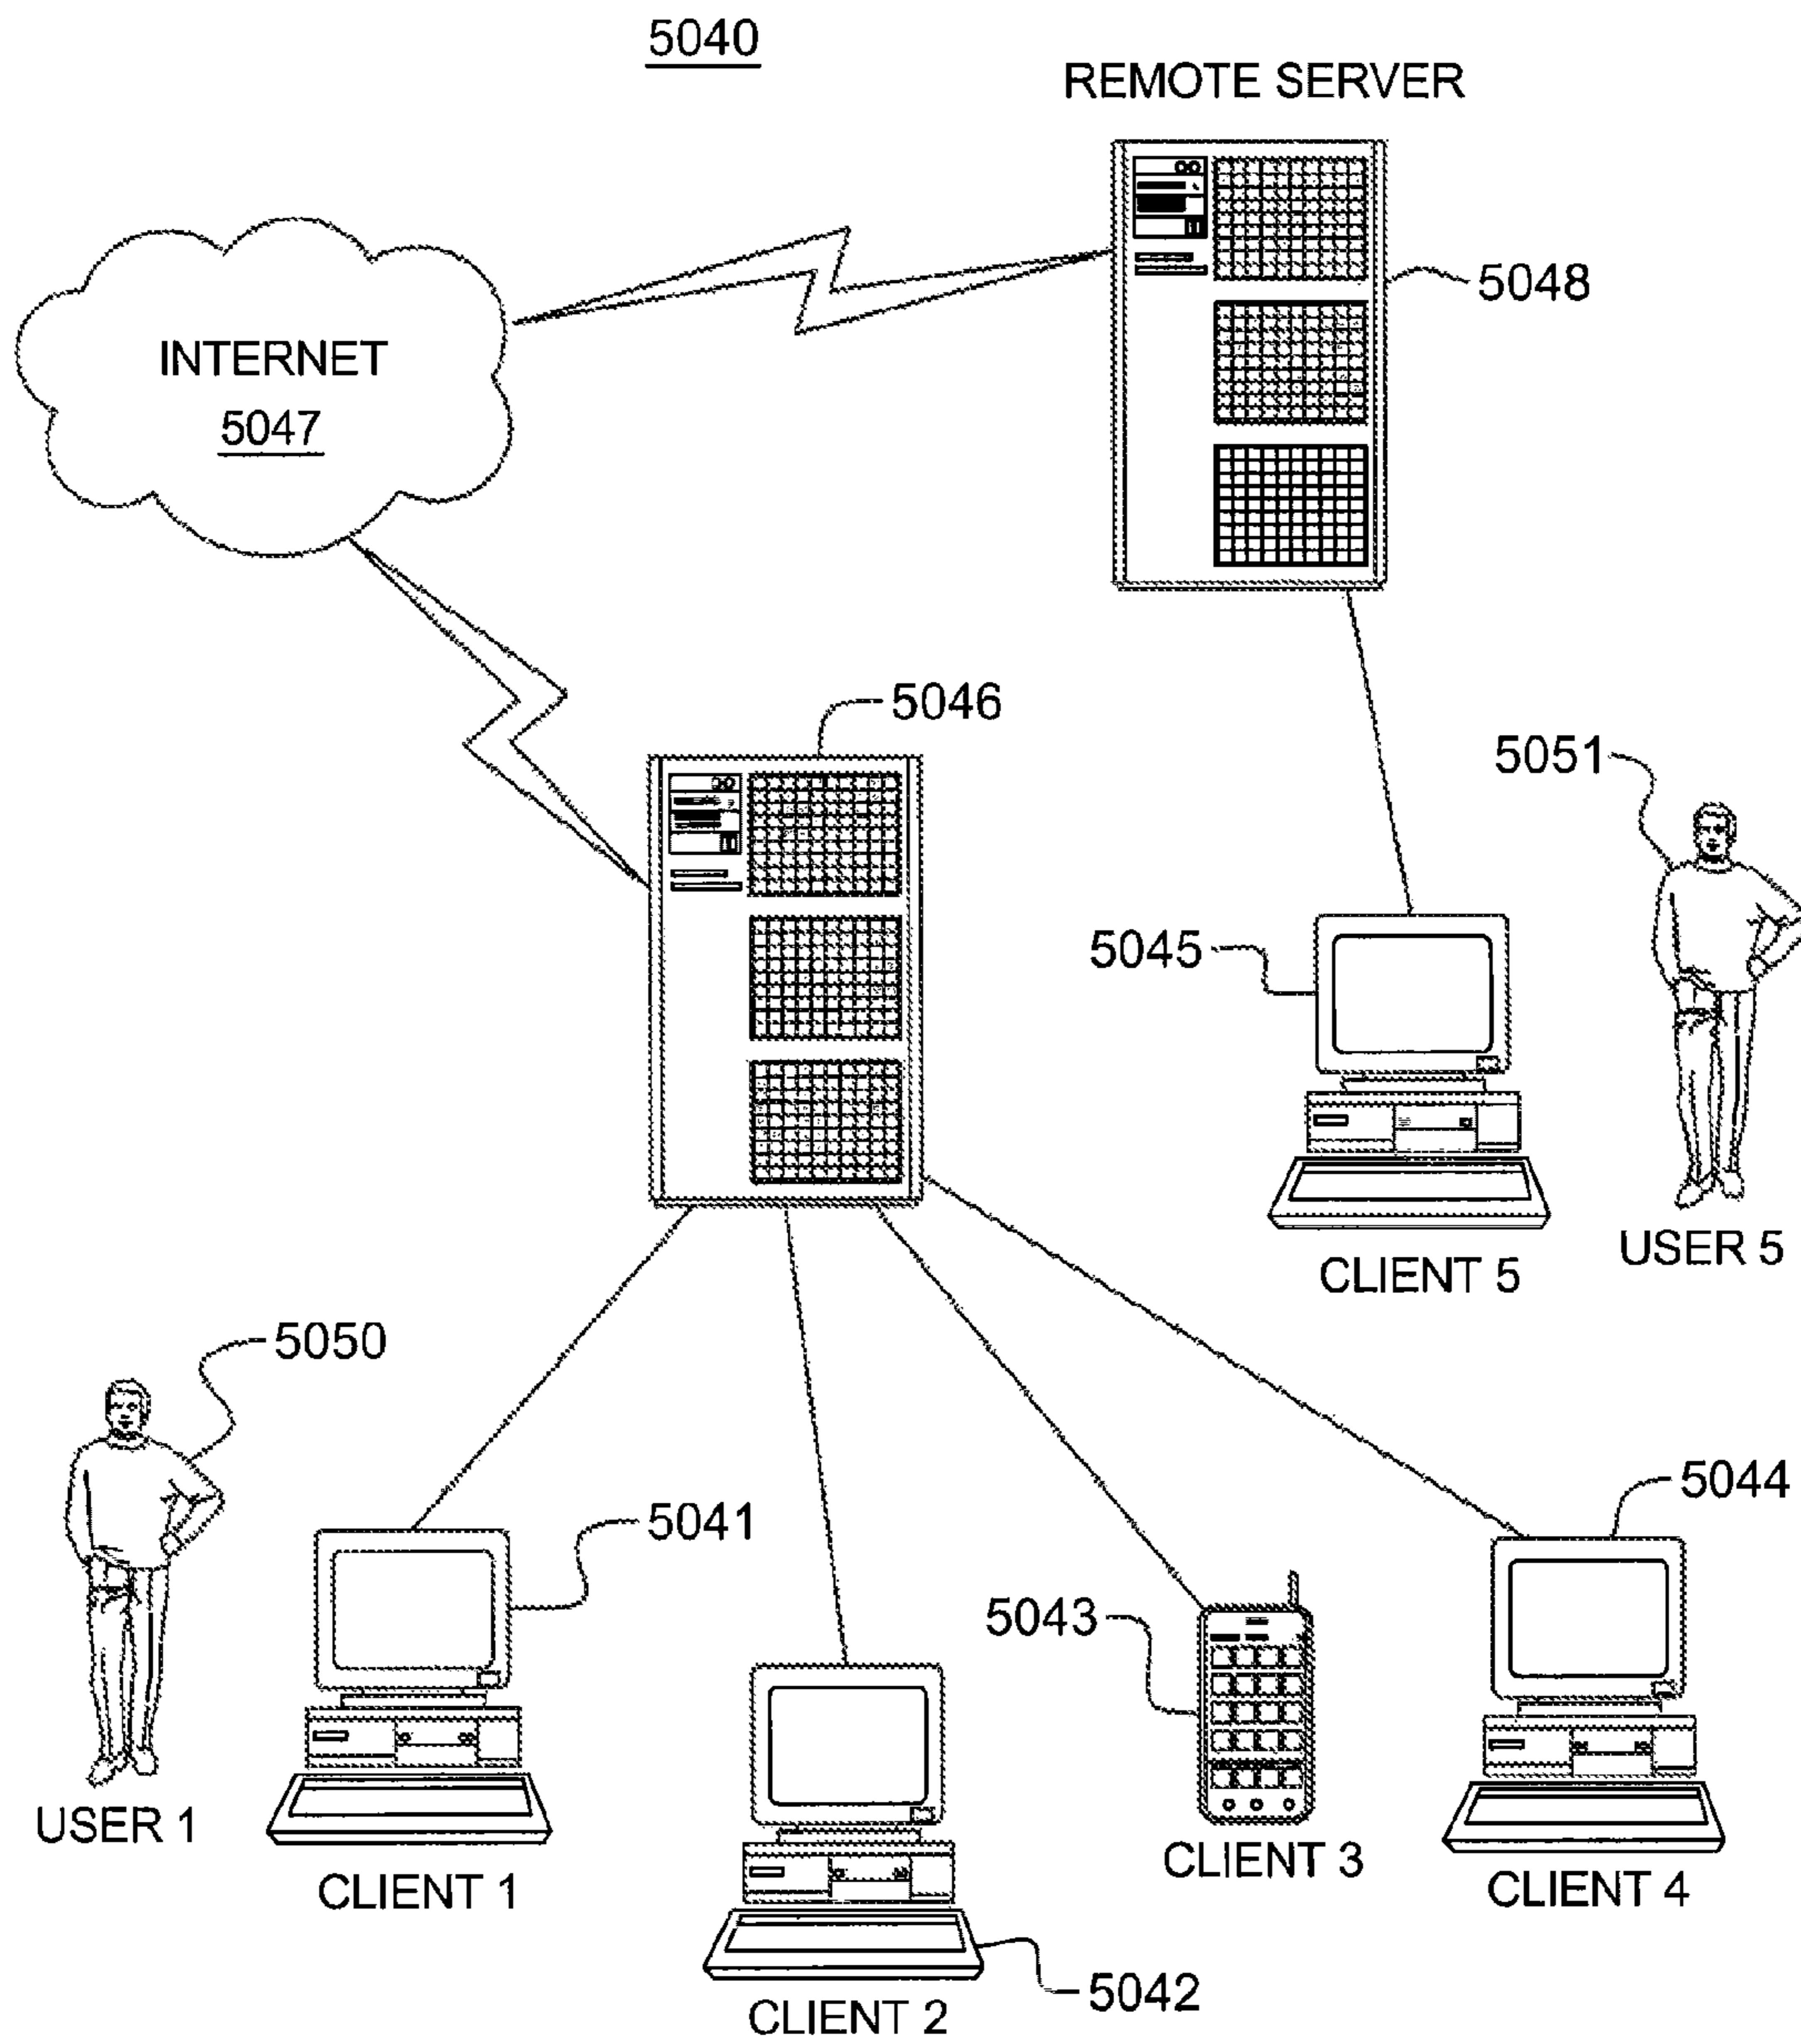 5040
REMOTE SERVER
5048
INTERNET
5047
5046
5051
5045
USER 5
CLIENT 5
5050
5044
5041
5043
USER 1
CLIENT 3
CLIENT 1
CLIENT 4
5042
CLIENT 2